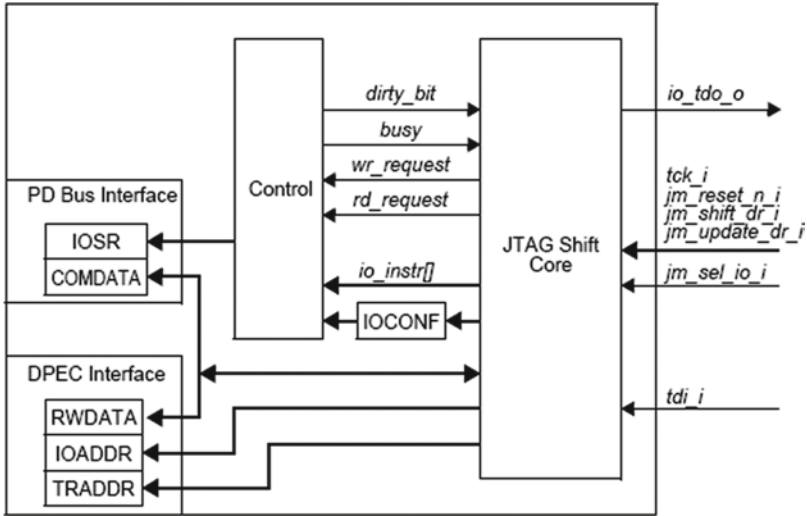 dirty_bit
io_tdo_o
busy
wr_request
tck_i
PD Bus Interface
Control
jm_reset_n_i
rd_request
jm_shift_dr_i
IOSR
JTAG Shift
Core
jm_update_dr_i
COMDATA
io_instr[]
jm_sel_io_i
IOCONF
DPEC Interface
RWDATA
tdi_i
IOADDR
TRADDR